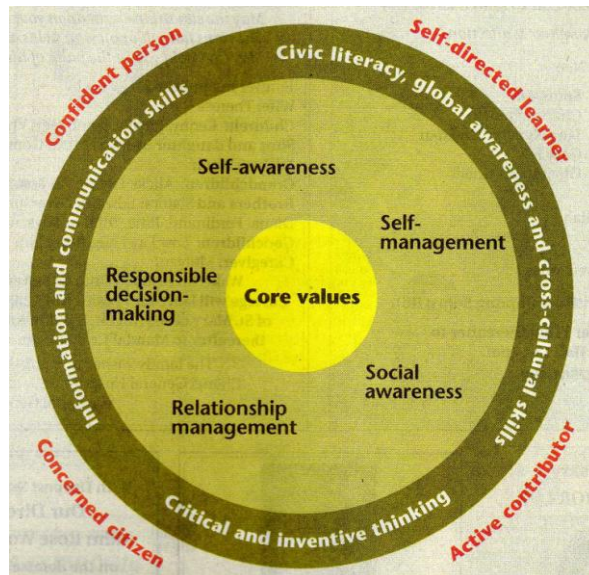 Confident person
Self-directed learner
Civic literacy, global awareness and cross-cultural skills
Information and communication skills
Self-awareness
Self-
management
Responsible
decision-
making
Core values
Social
awareness
Relationship
management
Critical and inventive thinking
Concerned citizen
Active contributor